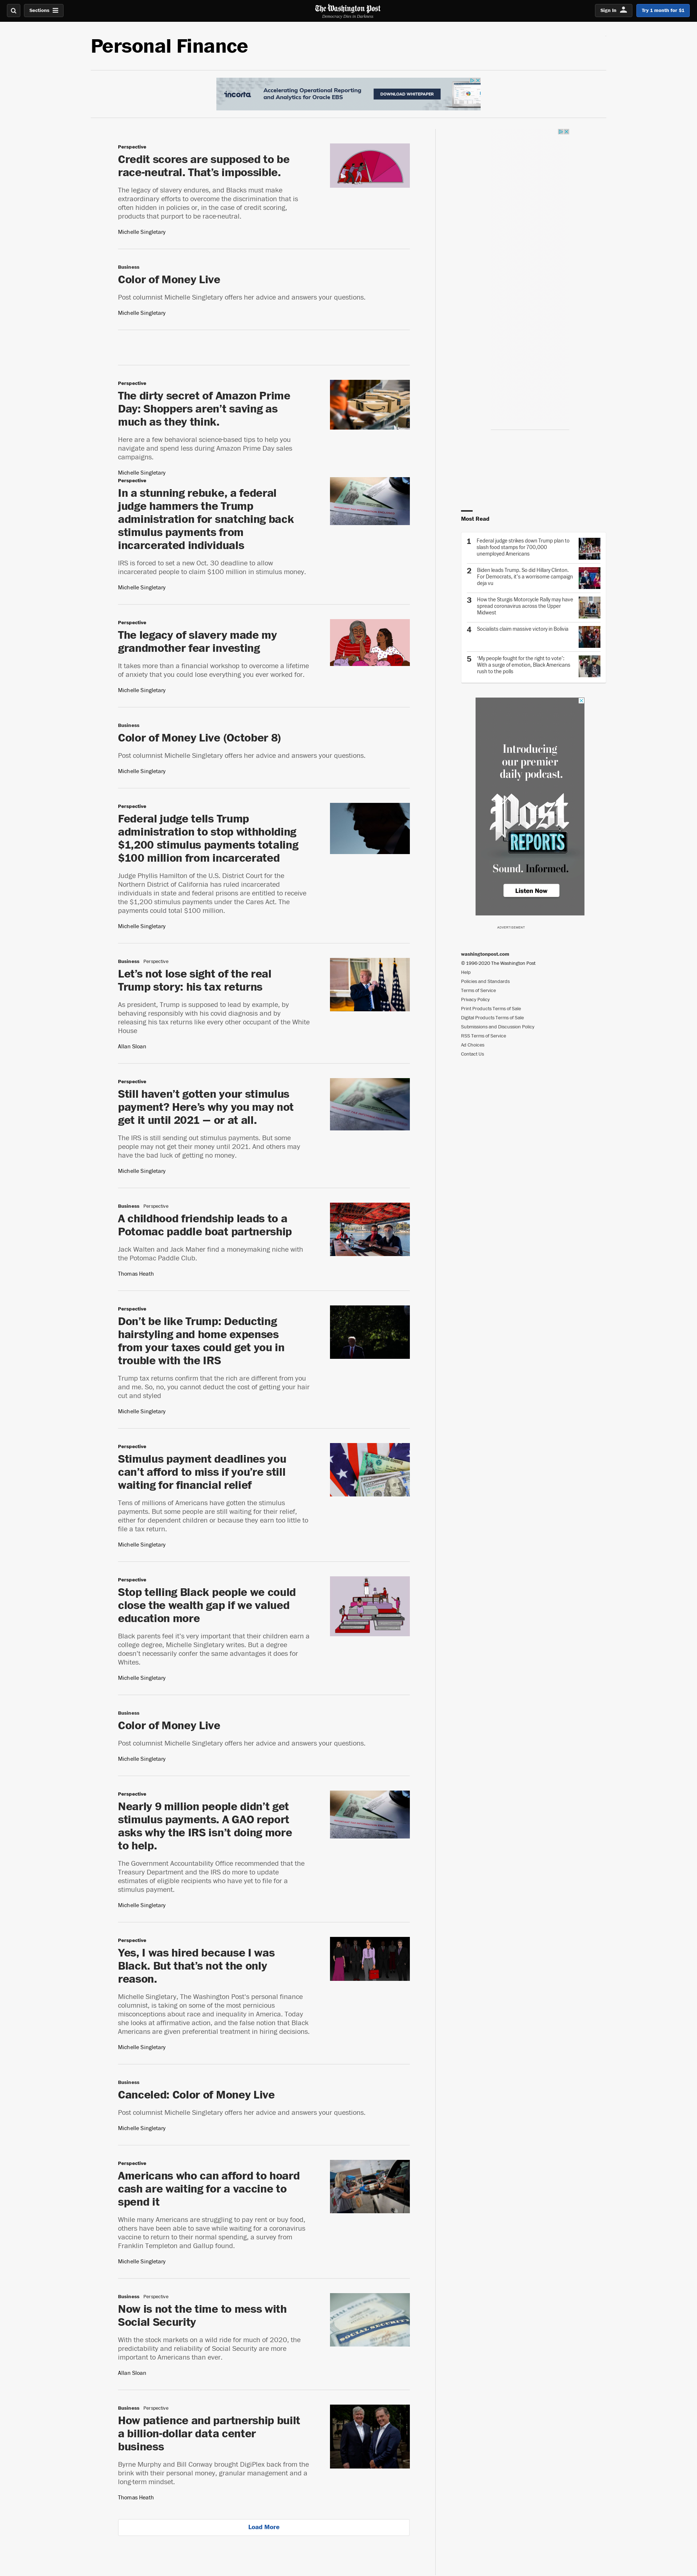 Sections
The Washington Post
Democracy Dies in Darkness
Sign In
Try 1 month for $1
Personal Finance
incorta
Accelerating Operational Reporting
and Analytics for Oracle EBS
DOWNLOAD WHITEPAPER
Perspective
Credit scores are supposed to be
race-neutral. That’s impossible.
The legacy of slavery endures, and Blacks must make
extraordinary efforts to overcome the discrimination that is
often hidden in policies or, in the case of credit scoring,
products that purport to be race-neutral.
Michelle Singletary
Business
Color of Money Live
Post columnist Michelle Singletary offers her advice and answers your questions.
Michelle Singletary
Perspective
The dirty secret of Amazon Prime
Day: Shoppers aren’t saving as
much as they think.
Here are a few behavioral science-based tips to help you
navigate and spend less during Amazon Prime Day sales
campaigns.
Michelle Singletary
Perspective
In a stunning rebuke, a federal
judge hammers the Trump
administration for snatching back
stimulus payments from
incarcerated individuals
IRS is forced to set a new Oct. 30 deadline to allow
incarcerated people to claim $100 million in stimulus money.
Michelle Singletary
Perspective
The legacy of slavery made my
grandmother fear investing
It takes more than a financial workshop to overcome a lifetime
of anxiety that you could lose everything you ever worked for.
Michelle Singletary
Business
Color of Money Live (October 8)
Post columnist Michelle Singletary offers her advice and answers your questions.
Michelle Singletary
Perspective
Federal judge tells Trump
administration to stop withholding
$1,200 stimulus payments totaling
$100 million from incarcerated
Judge Phyllis Hamilton of the U.S. District Court for the
Northern District of California has ruled incarcerated
individuals in state and federal prisons are entitled to receive
the $1,200 stimulus payments under the Cares Act. The
payments could total $100 million.
Michelle Singletary
Business Perspective
Let’s not lose sight of the real
Trump story: his tax returns
As president, Trump is supposed to lead by example, by
behaving responsibly with his covid diagnosis and by
releasing his tax returns like every other occupant of the White
House
Allan Sloan
Perspective
Still haven’t gotten your stimulus
payment? Here’s why you may not
get it until 2021 — or at all.
The IRS is still sending out stimulus payments. But some
people may not get their money until 2021. And others may
have the bad luck of getting no money.
Michelle Singletary
Business Perspective
A childhood friendship leads to a
Potomac paddle boat partnership
Jack Walten and Jack Maher find a moneymaking niche with
the Potomac Paddle Club.
Thomas Heath
Perspective
Don’t be like Trump: Deducting
hairstyling and home expenses
from your taxes could get you in
trouble with the IRS
Trump tax returns confirm that the rich are different from you
and me. So, no, you cannot deduct the cost of getting your hair
cut and styled
Michelle Singletary
Perspective
Stimulus payment deadlines you
can’t afford to miss if you’re still
waiting for financial relief
Tens of millions of Americans have gotten the stimulus
payments. But some people are still waiting for their relief,
either for dependent children or because they earn too little to
file a tax return.
Michelle Singletary
Perspective
Stop telling Black people we could
close the wealth gap if we valued
education more
Black parents feel it’s very important that their children earn a
college degree, Michelle Singletary writes. But a degree
doesn’t necessarily confer the same advantages it does for
Whites.
Michelle Singletary
Business
Color of Money Live
Post columnist Michelle Singletary offers her advice and answers your questions.
Michelle Singletary
Perspective
Nearly 9 million people didn’t get
stimulus payments. A GAO report
asks why the IRS isn’t doing more
to help.
The Government Accountability Office recommended that the
Treasury Department and the IRS do more to update
estimates of eligible recipients who have yet to file for a
stimulus payment.
Michelle Singletary
Perspective
Yes, I was hired because I was
Black. But that’s not the only
reason.
Michelle Singletary, The Washington Post’s personal finance
columnist, is taking on some of the most pernicious
misconceptions about race and inequality in America. Today
she looks at affirmative action, and the false notion that Black
Americans are given preferential treatment in hiring decisions.
Michelle Singletary
Business
Canceled: Color of Money Live
Post columnist Michelle Singletary offers her advice and answers your questions.
Michelle Singletary
Perspective
Americans who can afford to hoard
cash are waiting for a vaccine to
spend it
While many Americans are struggling to pay rent or buy food,
others have been able to save while waiting for a coronavirus
vaccine to return to their normal spending, a survey from
Franklin Templeton and Gallup found.
Michelle Singletary
Business Perspective
Now is not the time to mess with
Social Security
With the stock markets on a wild ride for much of 2020, the
predictability and reliability of Social Security are more
important to Americans than ever.
Allan Sloan
SOCIAL SECURITY
Business Perspective
How patience and partnership built
a billion-dollar data center
business
Byrne Murphy and Bill Conway brought DigiPlex back from the
brink with their personal money, granular management and a
long-term mindset.
Thomas Heath
Load More
Most Read
1 Federal judge strikes down Trump plan to
slash food stamps for 700,000
unemployed Americans
2 Biden leads Trump. So did Hillary Clinton.
For Democrats, it’s a worrisome campaign
deja vu
3 How the Sturgis Motorcycle Rally may have
spread coronavirus across the Upper
Midwest
4 Socialists claim massive victory in Bolivia
5 ‘My people fought for the right to vote’:
With a surge of emotion, Black Americans
rush to the polls
Introducing
our premier
daily podcast.
Post
REPORTS
Sound. Informed.
Listen Now
ADVERTISEMENT
washingtonpost.com
© 1996-2020 The Washington Post
Help
Policies and Standards
Terms of Service
Privacy Policy
Print Products Terms of Sale
Digital Products Terms of Sale
Submissions and Discussion Policy
RSS Terms of Service
Ad Choices
Contact Us